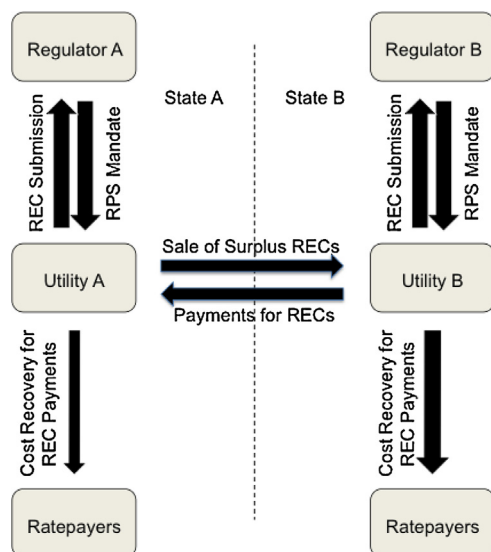 Regulator A
Regulator B
State A
State B
REC Submission
RPS Mandate
REC Submission
RPS Mandate
Sale of Surplus RECs
Utility A
Utility B
Payments for RECs
Cost Recovery for
REC Payments
Cost Recovery for
REC Payments
Ratepayers
Ratepayers